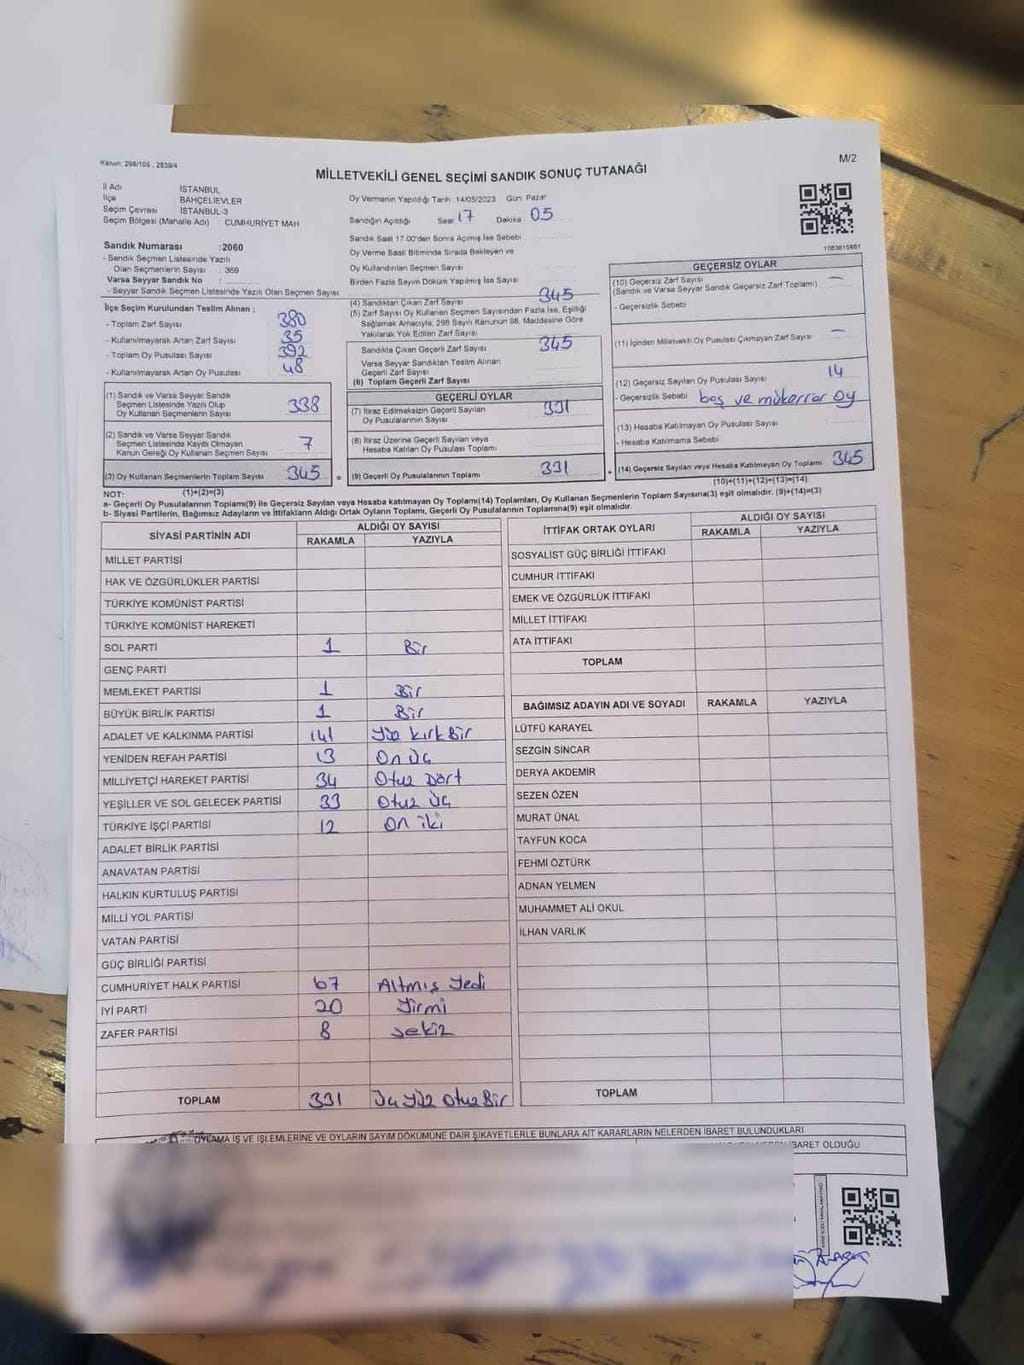 Kanun: 298/105 , 2839/4
M/2
MİLLETVEKİLİ GENEL SEÇİMİ SANDIK SONUÇ TUTANAĞI
İl Adı İSTANBUL
İlçe BAHÇELİEVLER
Seçim Çevresi İSTANBUL-3
Seçim Bölgesi (Mahalle Adı) : CUMHURİYET MAH
Oy Vermenin Yapıldığı Tarih 14/05/2023 Gün: Pazar
Sandığın Açıldığı Saat 17 Dakika 05
Sandık Saat 17.00'den Sonra Açılmış İse Sebebi
Oy Verme Saati Bitiminde Sırada Bekleyen ve
Oy Kullandırılan Seçmen Sayısı
Birden Fazla Sayım Döküm Yapılmış İse Sayısı
1083615661
Sandık Numarası :2060
- Sandık Seçmen Listesinde Yazılı
Olan Seçmenlerin Sayısı : 369
Varsa Seyyar Sandık No :
- Seyyar Sandık Seçmen Listesinde Yazılı Olan Seçmen Sayısı
İlçe Seçim Kurulundan Teslim Alınan ;
- Toplam Zarf Sayısı 380
- Kullanılmayarak Artan Zarf Sayısı 35
- Toplam Oy Pusulası Sayısı 392
- Kullanılmayarak Artan Oy Pusulası 48
(1) Sandık ve Varsa Seyyar Sandık
Seçmen Listesinde Yazılı Olup
Oy Kullanan Seçmenlerin Sayısı 338
(2) Sandık ve Varsa Seyyar Sandık
Seçmen Listesinde Kayıtlı Olmayan
Kanun Gereği Oy Kullanan Seçmen Sayısı 7
(3) Oy Kullanan Seçmenlerin Toplam Sayısı 345
(1)+(2)=(3)
(4) Sandıktan Çıkan Zarf Sayısı 345
(5) Zarf Sayısı Oy Kullanan Seçmen Sayısından Fazla İse, Eşitliği
Sağlamak Amacıyla, 298 Sayılı Kanunun 98. Maddesine Göre
Yakılarak Yok Edilen Zarf Sayısı
Sandıkta Çıkan Geçerli Zarf Sayısı 345
Varsa Seyyar Sandıktan Teslim Alınan
Geçerli Zarf Sayısı
(6) Toplam Geçerli Zarf Sayısı
GEÇERLİ OYLAR
(7) İtiraz Edilmeksizin Geçerli Sayılan
Oy Pusulalarının Sayısı 331
(8) İtiraz Üzerine Geçerli Sayılan veya
Hesaba Katılan Oy Pusulası Toplamı
= (9) Geçerli Oy Pusulalarının Toplamı 331
GEÇERSİZ OYLAR
(10) Geçersiz Zarf Sayısı —
(Sandık ve Varsa Seyyar Sandık Geçersiz Zarf Toplamı)
- Geçersizlik Sebebi
(11) İçinden Milletvekili Oy Pusulası Çıkmayan Zarf Sayısı —
(12) Geçersiz Sayılan Oy Pusulası Sayısı 14
- Geçersizlik Sebebi boş ve mükerrer oy
(13) Hesaba Katılmayan Oy Pusulası Sayısı
- Hesaba Katılmama Sebebi
+ (14) Geçersiz Sayılan veya Hesaba Katılmayan Oy Toplamı 345
(10)+(11)+(12)+(13)=(14)
NOT:
a- Geçerli Oy Pusulalarının Toplamı(9) ile Geçersiz Sayılan veya Hesaba katılmayan Oy Toplamı(14) Toplamları, Oy Kullanan Seçmenlerin Toplam Sayısına(3) eşit olmalıdır. (9)+(14)=(3)
b- Siyasi Partilerin, Bağımsız Adayların ve İttifakların Aldığı Ortak Oyların Toplamı, Geçerli Oy Pusulalarının Toplamına(9) eşit olmalıdır.
SİYASİ PARTİNİN ADI ALDIĞI OY SAYISI
RAKAMLA YAZIYLA
MİLLET PARTİSİ
HAK VE ÖZGÜRLÜKLER PARTİSİ
TÜRKİYE KOMÜNİST PARTİSİ
TÜRKİYE KOMÜNİST HAREKETİ
SOL PARTİ 1 Bir
GENÇ PARTİ
MEMLEKET PARTİSİ 1 Bir
BÜYÜK BİRLİK PARTİSİ 1 Bir
ADALET VE KALKINMA PARTİSİ 141 Yüz Kırk Bir
YENİDEN REFAH PARTİSİ 13 On Üç
MİLLİYETÇİ HAREKET PARTİSİ 34 Otuz Dört
YEŞİLLER VE SOL GELECEK PARTİSİ 33 Otuz Üç
TÜRKİYE İŞÇİ PARTİSİ 12 On iki
ADALET BİRLİK PARTİSİ
ANAVATAN PARTİSİ
HALKIN KURTULUŞ PARTİSİ
MİLLİ YOL PARTİSİ
VATAN PARTİSİ
GÜÇ BİRLİĞİ PARTİSİ
CUMHURİYET HALK PARTİSİ 67 Altmış Yedi
İYİ PARTİ 20 Yirmi
ZAFER PARTİSİ 8 Sekiz
TOPLAM 331 Üç Yüz Otuz Bir
İTTİFAK ORTAK OYLARI ALDIĞI OY SAYISI
RAKAMLA YAZIYLA
SOSYALİST GÜÇ BİRLİĞİ İTTİFAKI
CUMHUR İTTİFAKI
EMEK VE ÖZGÜRLÜK İTTİFAKI
MİLLET İTTİFAKI
ATA İTTİFAKI
TOPLAM
BAĞIMSIZ ADAYIN ADI VE SOYADI RAKAMLA YAZIYLA
LÜTFÜ KARAYEL
SEZGİN SİNCAR
DERYA AKDEMİR
SEZEN ÖZEN
MURAT ÜNAL
TAYFUN KOCA
FEHMİ ÖZTÜRK
ADNAN YELMEN
MUHAMMET ALİ OKUL
İLHAN VARLIK
TOPLAM
OYLAMA İŞ VE İŞLEMLERİNE VE OYLARIN SAYIM DÖKÜMÜNE DAİR ŞİKAYETLERLE BUNLARA AİT KARARLARIN NELERDEN İBARET BULUNDUKLARI
İBARET OLDUĞU